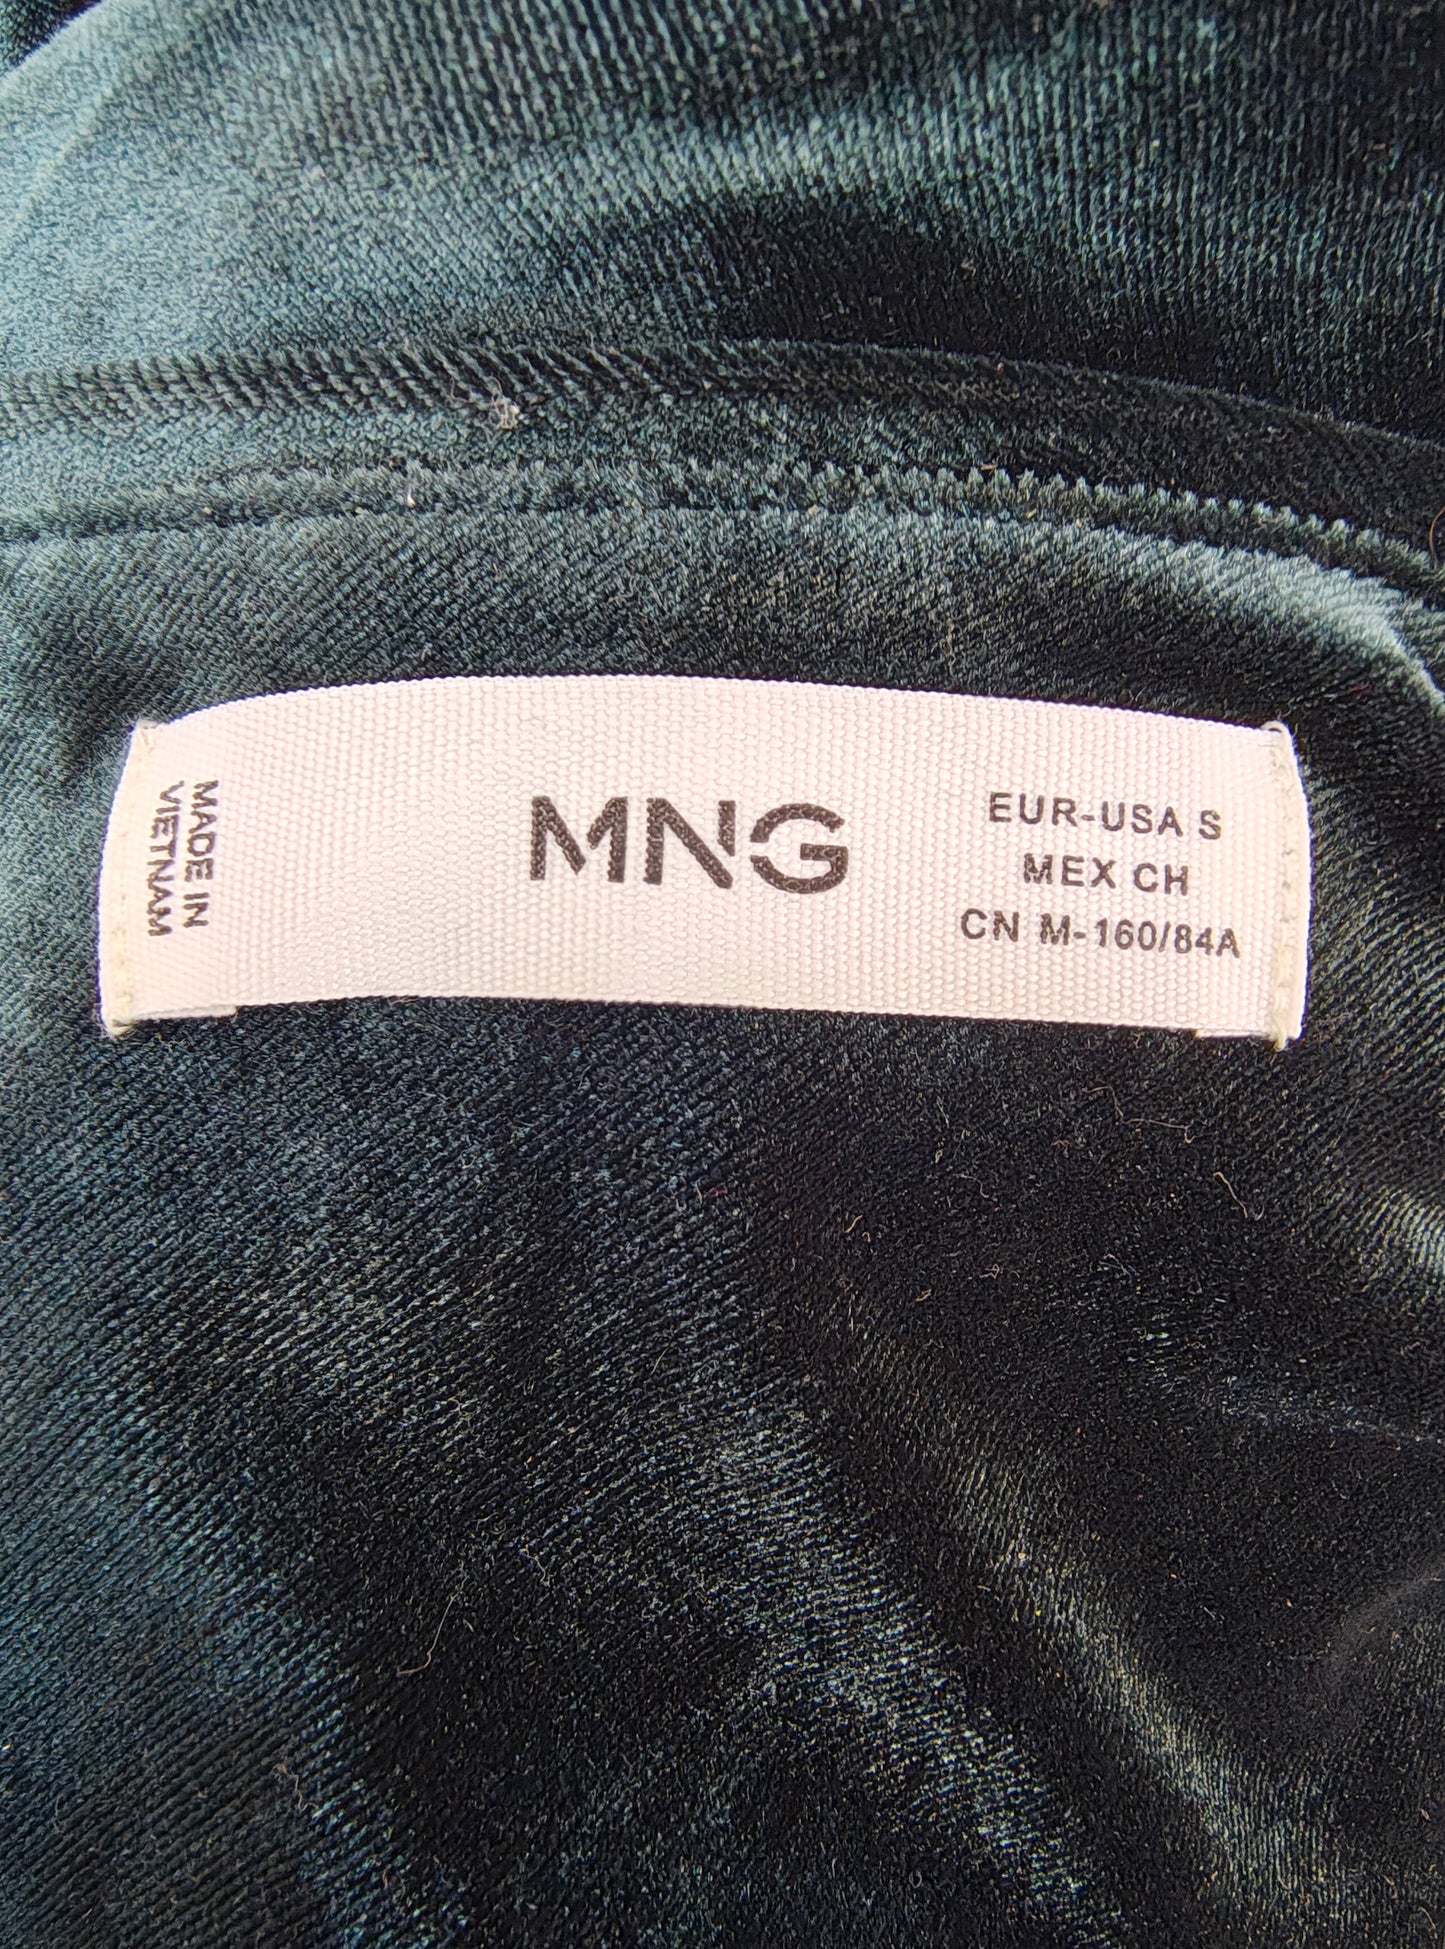 MADE IN
VIETNAM
MNG
EUR-USA S
MEX CH
CN M-160/84A